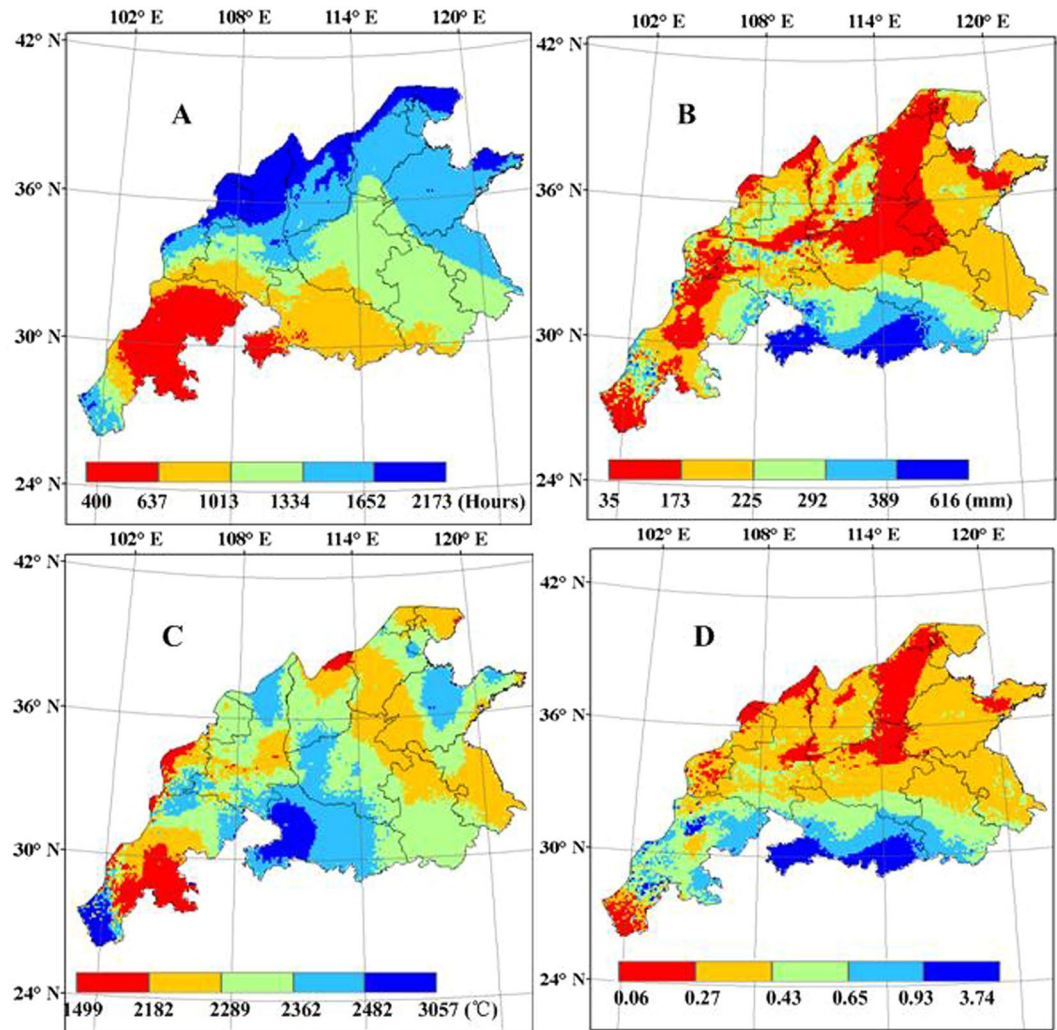 102° E 108° E 114° E 120° E
42° N
36° N
30° N
24° N
A
400 637 1013 1334 1652 2173 (Hours)
102° E 108° E 114° E 120° E
42° N
36° N
30° N
24° N
B
35 173 225 292 389 616 (mm)
102° E 108° E 114° E 120° E
42° N
36° N
30° N
24° N
C
1499 2182 2289 2362 2482 3057 (℃)
102° E 108° E 114° E 120° E
42° N
36° N
30° N
24° N
D
0.06 0.27 0.43 0.65 0.93 3.74